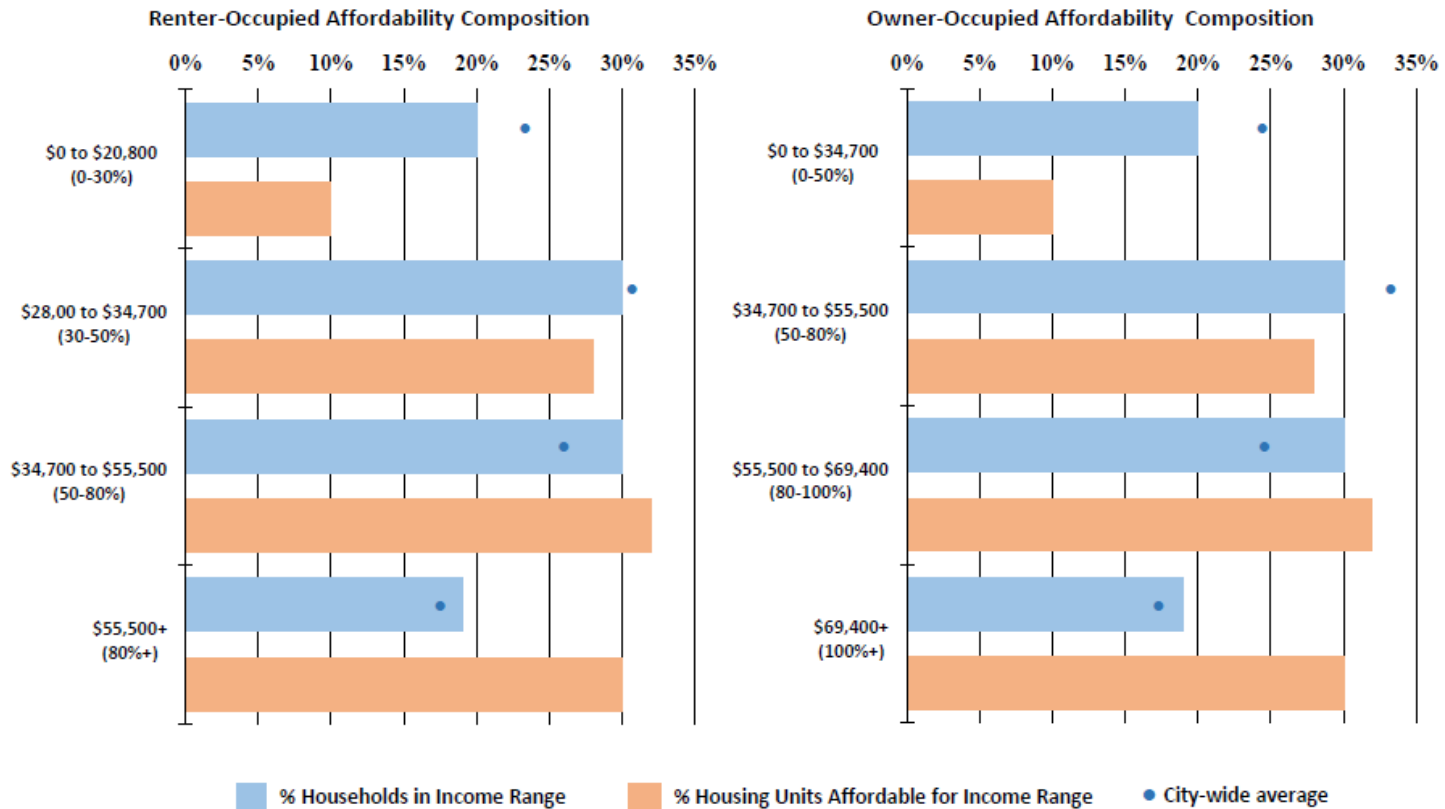 Renter-Occupied Affordability Composition
0% 5% 10% 15% 20% 25% 30% 35%
$0 to $20,800
(0-30%)
$28,00 to $34,700
(30-50%)
$34,700 to $55,500
(50-80%)
$55,500+
(80%+)
Owner-Occupied Affordability Composition
0% 5% 10% 15% 20% 25% 30% 35%
$0 to $34,700
(0-50%)
$34,700 to $55,500
(50-80%)
$55,500 to $69,400
(80-100%)
$69,400+
(100%+)
% Households in Income Range % Housing Units Affordable for Income Range City-wide average